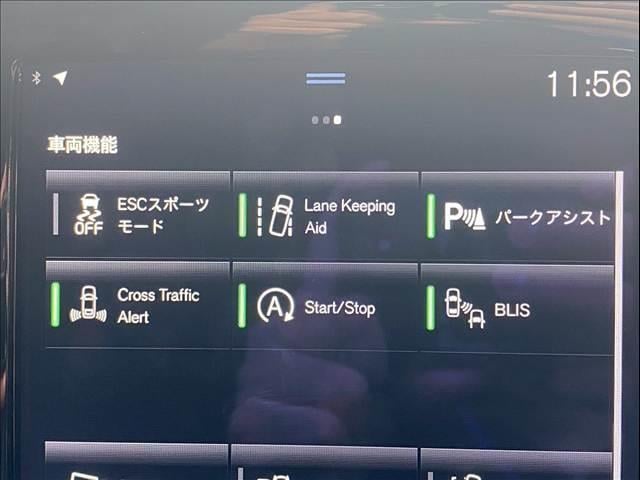 11:56
車両機能
ESCスポーツ
モード
OFF
Lane Keeping
Aid
P
パークアシスト
Cross Traffic
Alert
A
Start/Stop
BLIS